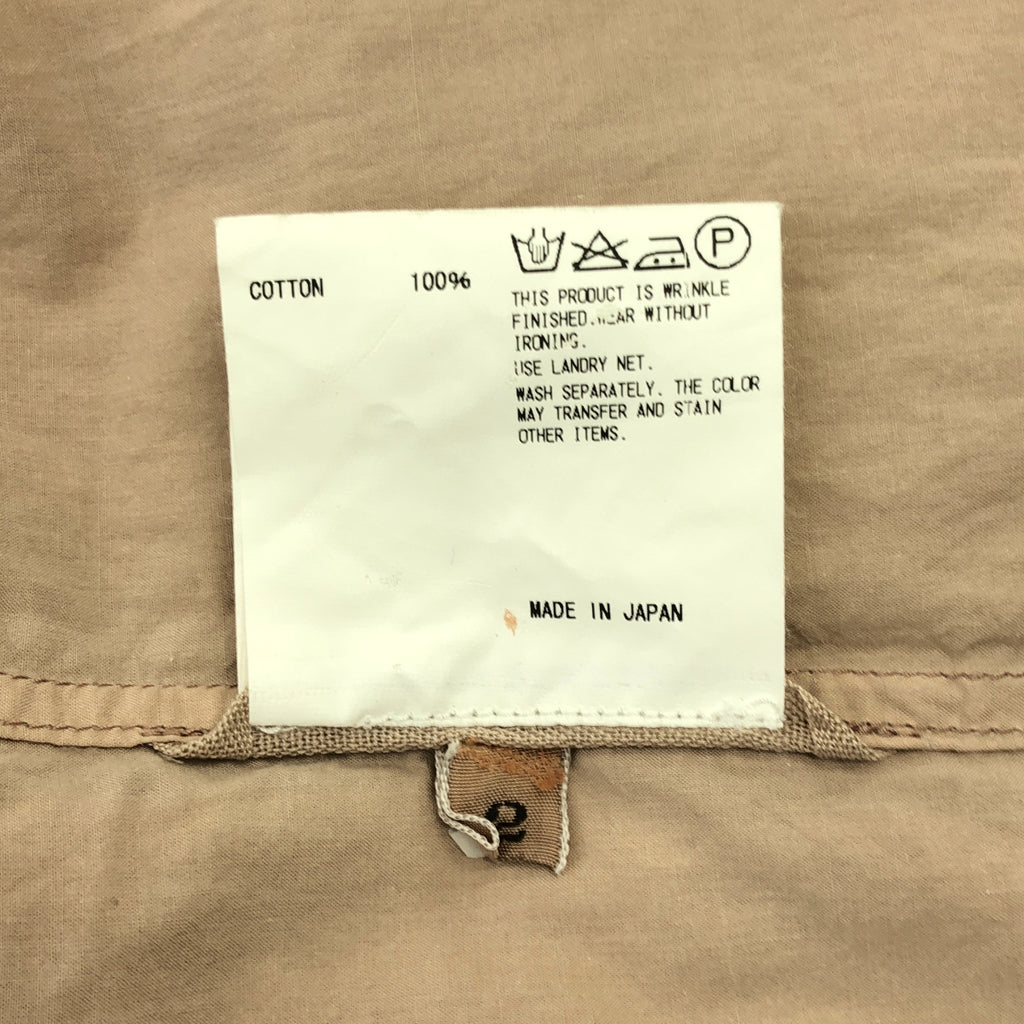 COTTON 100%
P
THIS PRODUCT IS WRINKLE
FINISHED. WITHOUT
IRONING.
USE LANDRY NET.
WASH SEPARATELY. THE COLOR
MAY TRANSFER AND STAIN
OTHER ITEMS.
MADE IN JAPAN